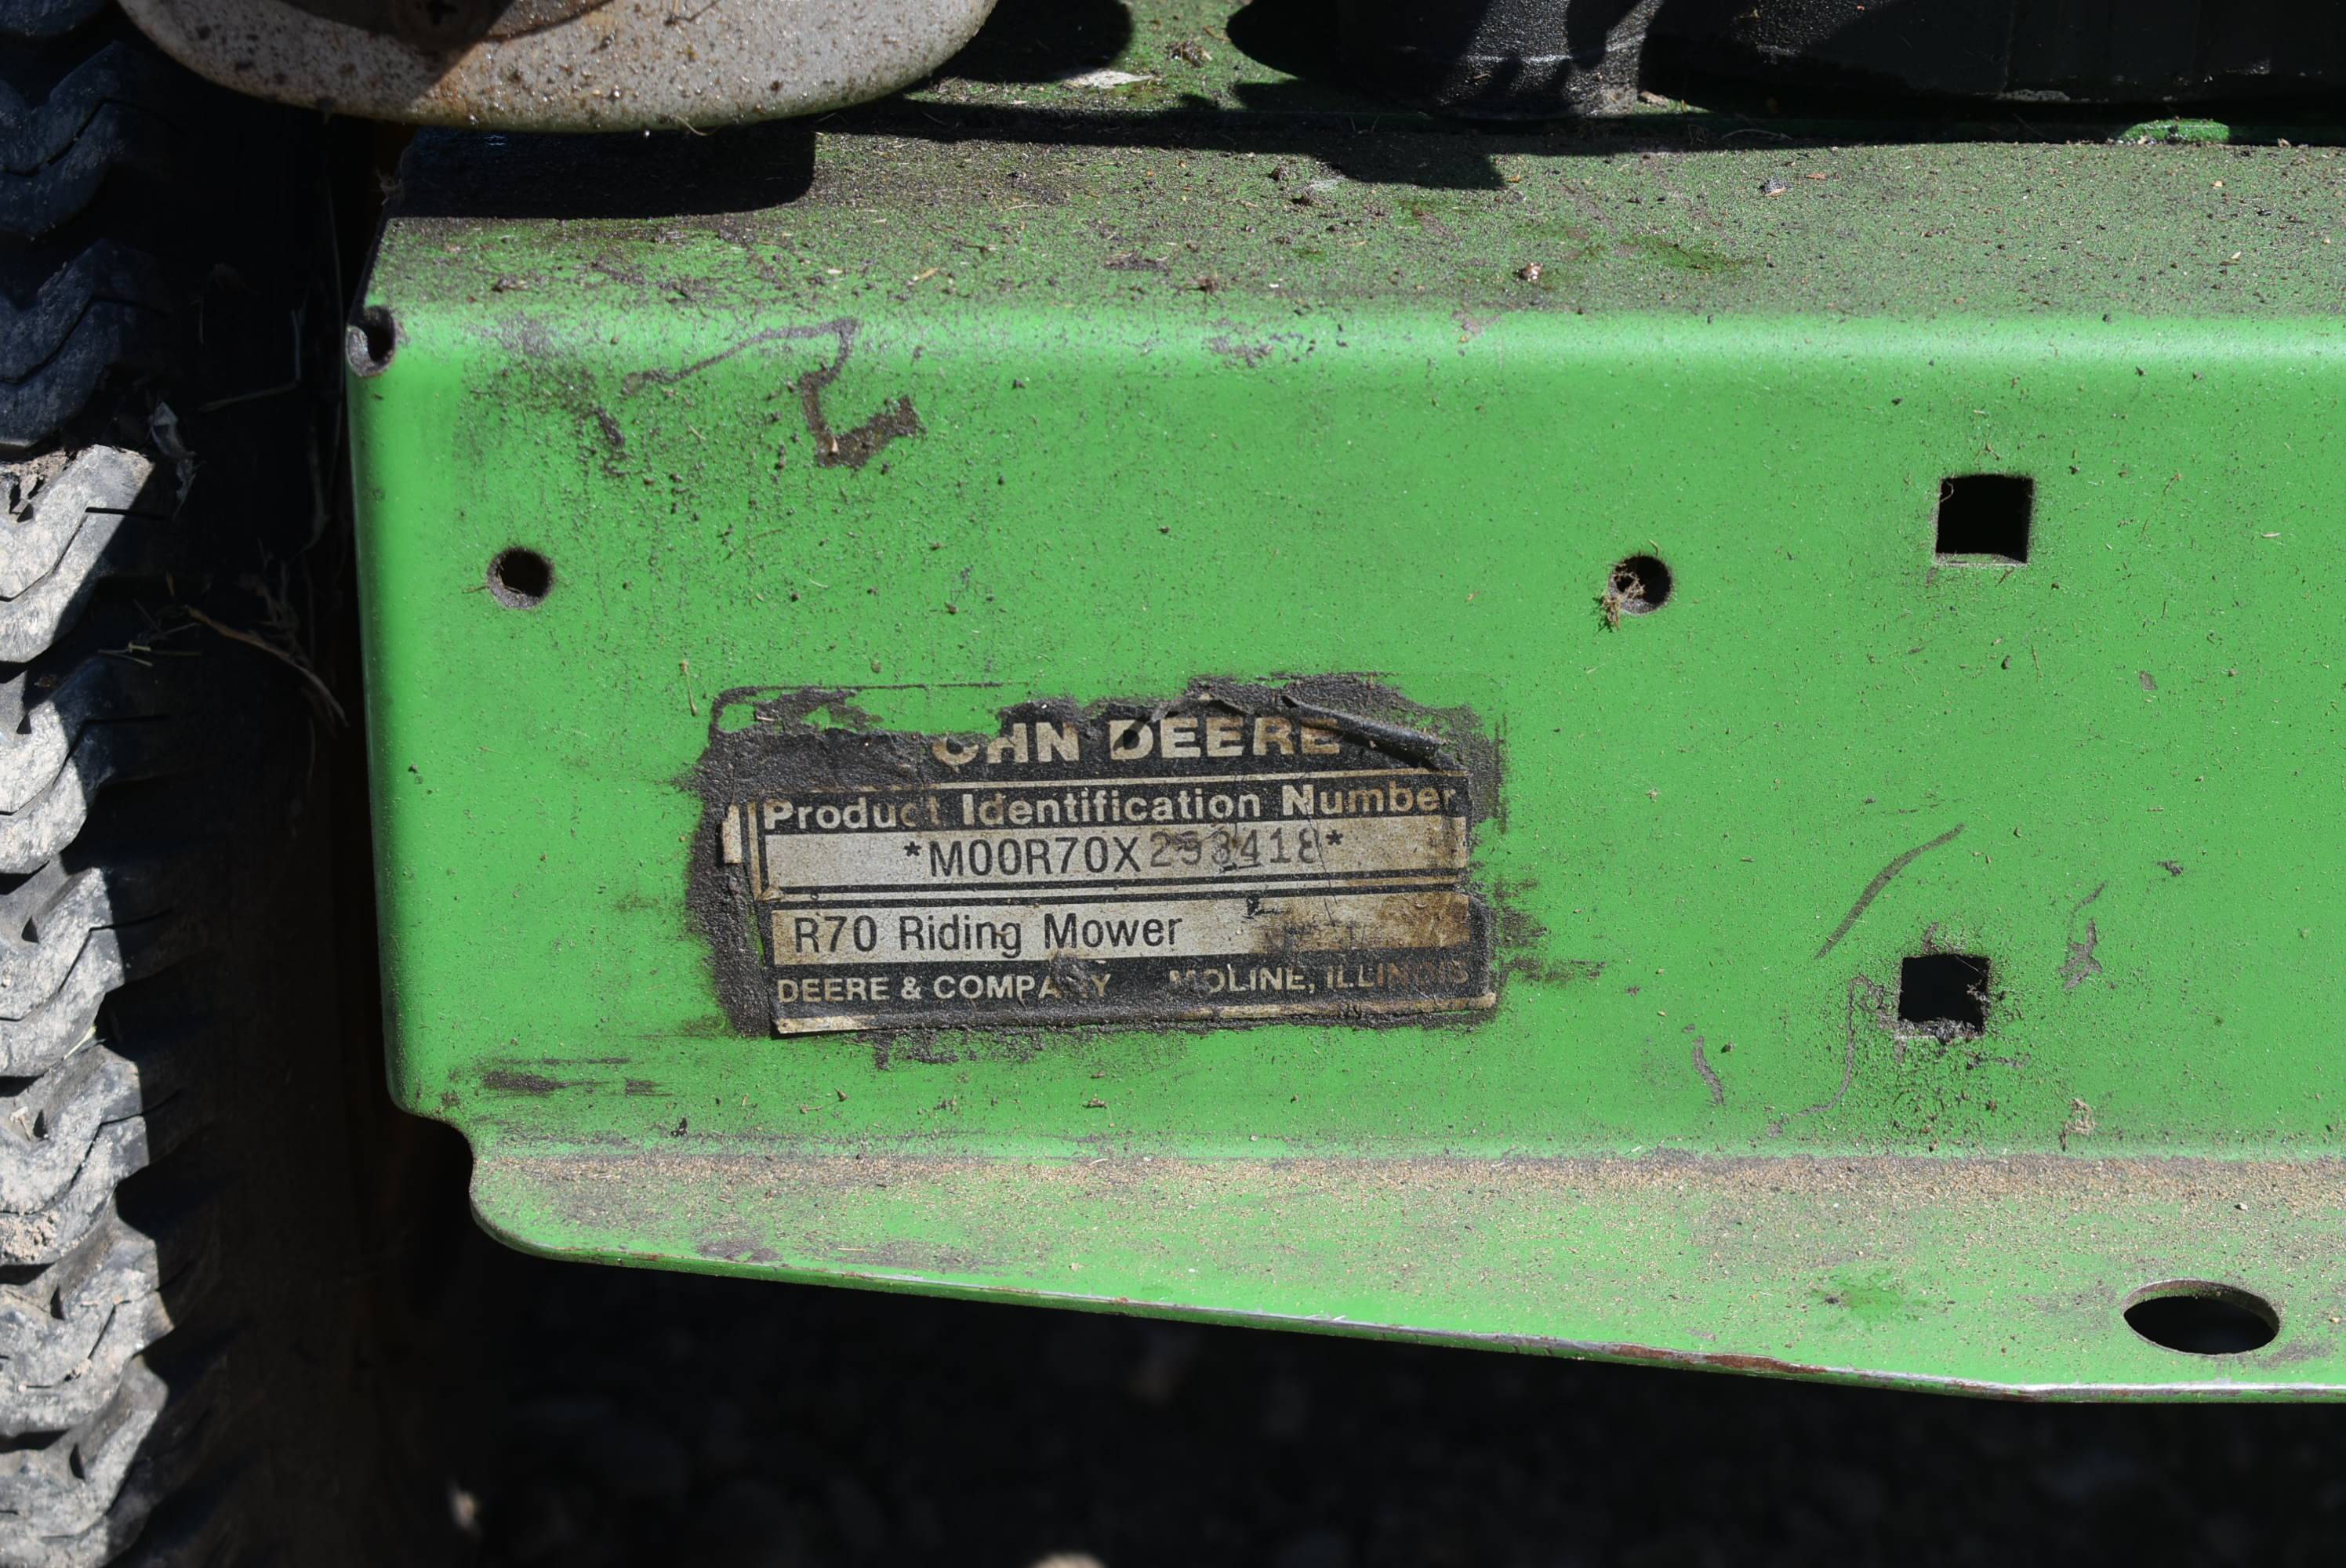 OHN DEERE
Product Identification Number
*M00R70X293418*
R70 Riding Mower
DEERE & COMPANY MOLINE, ILLINOIS